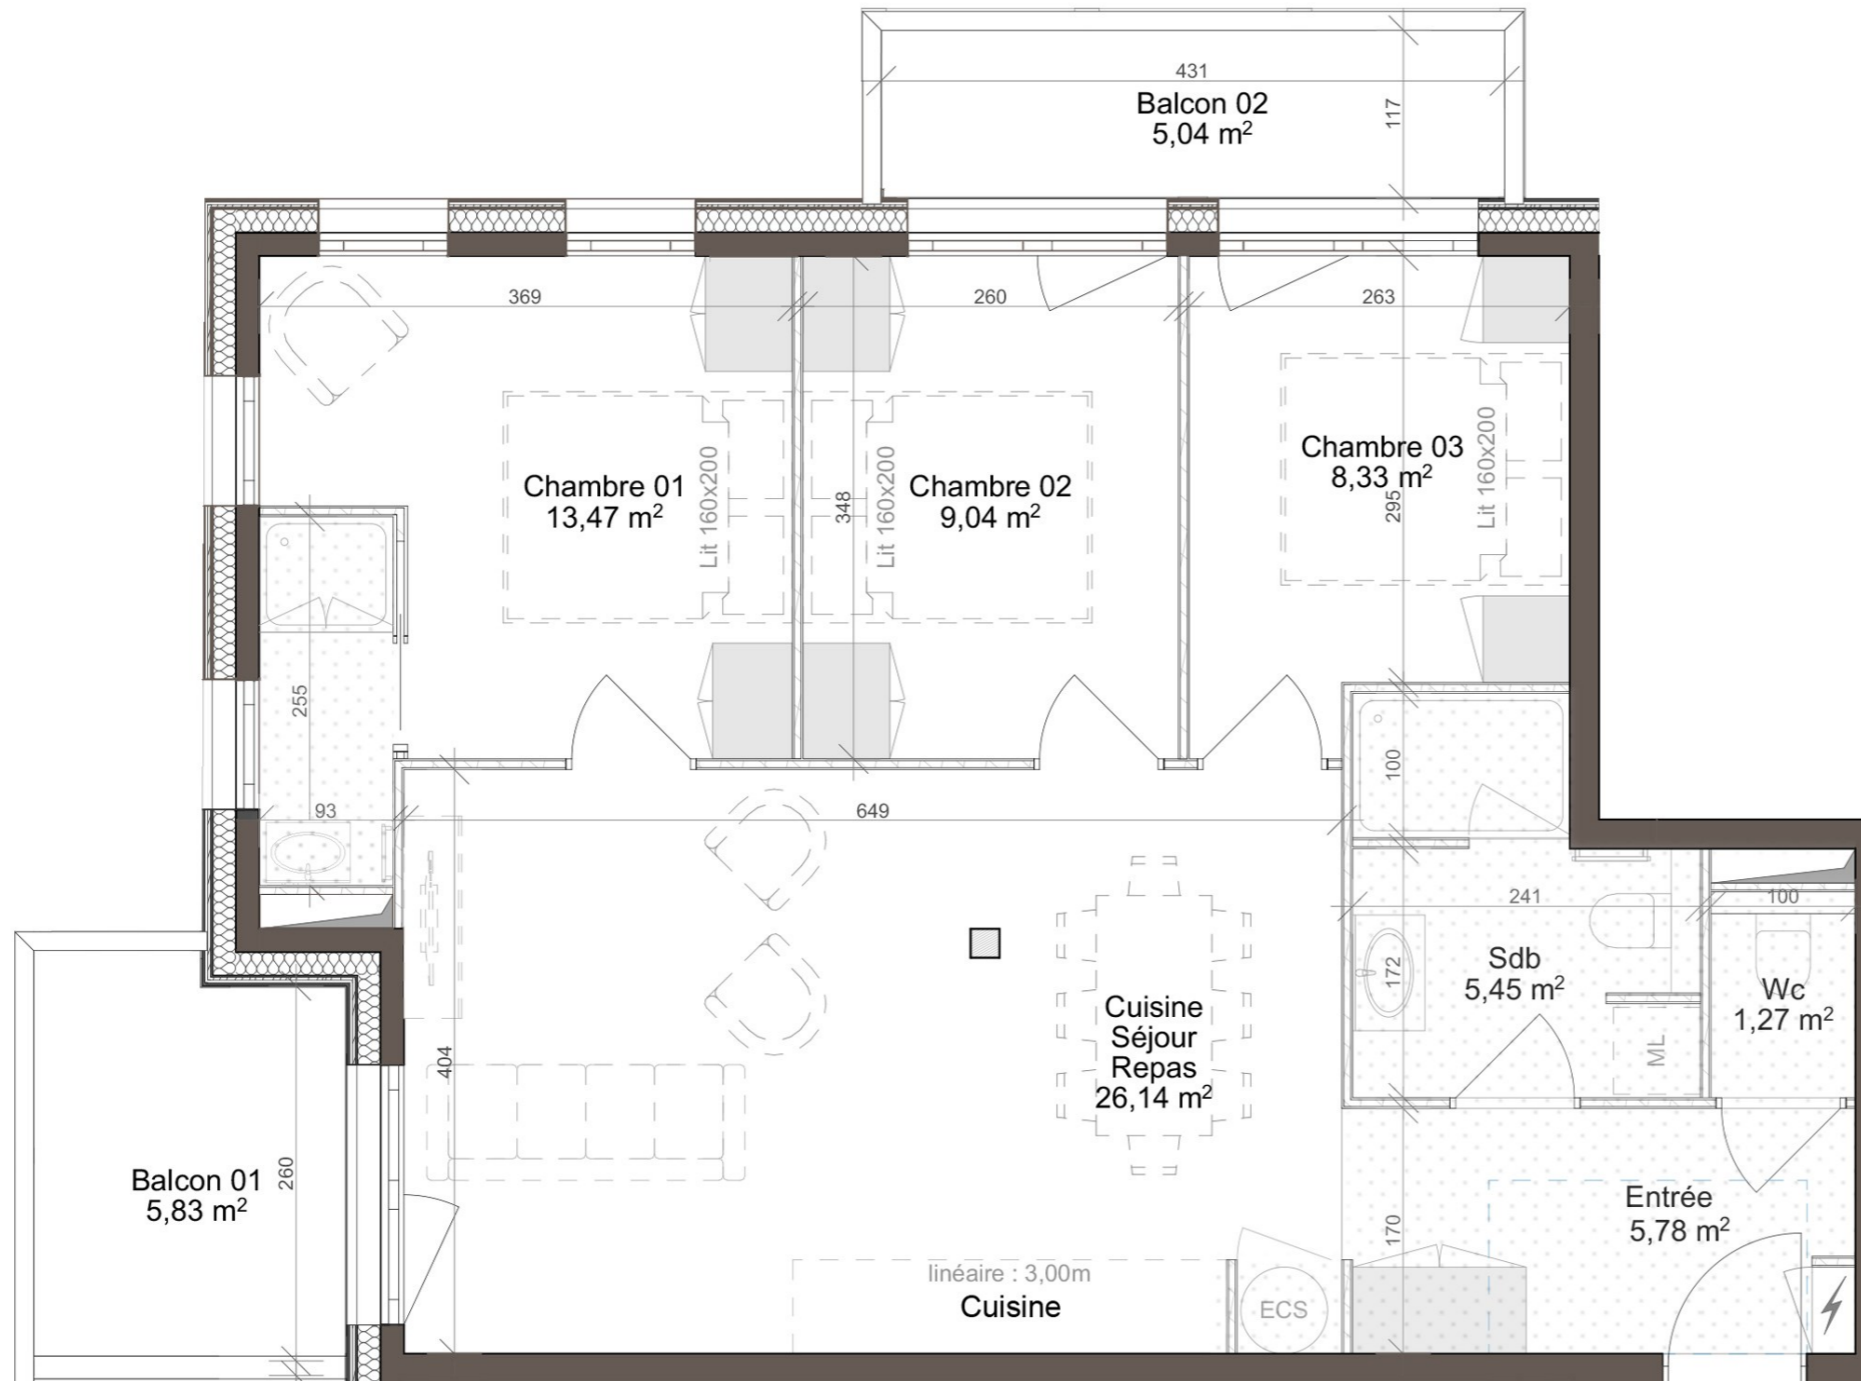 431
Balcon 02
5,04 m²
117
369
260
263
Chambre 01
13,47 m²
Lit 160x200
348
Lit 160x200
Chambre 02
9,04 m²
Chambre 03
8,33 m²
295
Lit 160x200
255
93
649
100
241
100
172
Sdb
5,45 m²
Wc
1,27 m²
ML
404
Cuisine
Séjour
Repas
26,14 m²
Balcon 01
5,83 m²
260
Entrée
5,78 m²
170
linéaire : 3,00m
Cuisine
ECS